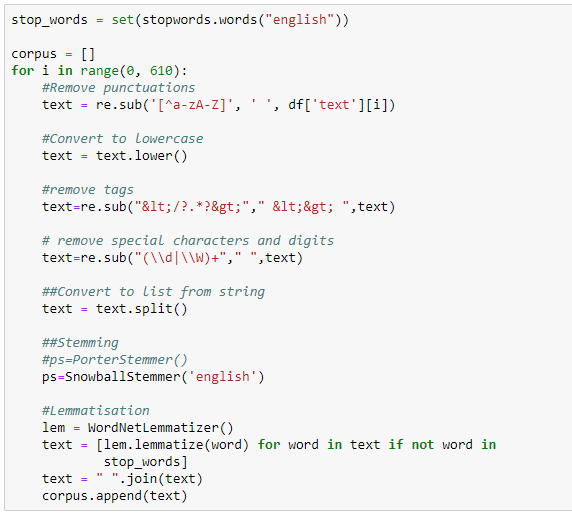 stop_words = set(stopwords.words("english"))

corpus = []
for i in range(0, 610):
    #Remove punctuations
    text = re.sub('[^a-zA-Z]', ' ', df['text'][i])

    #Convert to lowercase
    text = text.lower()

    #remove tags
    text=re.sub("&lt;/?.*?&gt;"," &lt;&gt; ",text)

    # remove special characters and digits
    text=re.sub("(\\d|\\W)+"," ",text)

    ##Convert to list from string
    text = text.split()

    ##Stemming
    #ps=PorterStemmer()
    ps=SnowballStemmer('english')

    #Lemmatisation
    lem = WordNetLemmatizer()
    text = [lem.lemmatize(word) for word in text if not word in
            stop_words]
    text = " ".join(text)
    corpus.append(text)